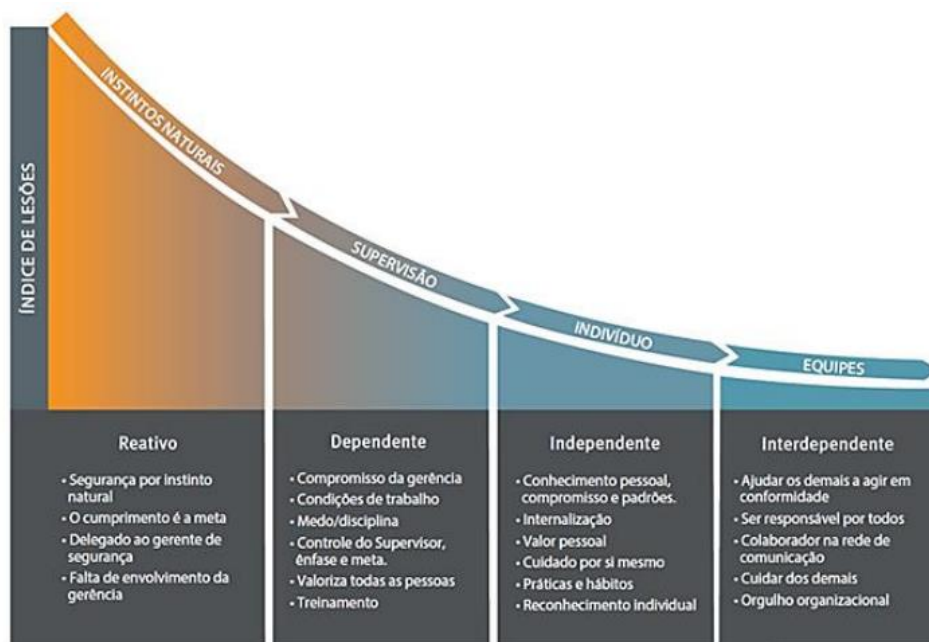 ÍNDICE DE LESÕES
INSTINTOS NATURAIS
SUPERVISÃO
INDIVÍDUO
EQUIPES
Reativo
• Segurança por instinto
natural
• O cumprimento é a meta
• Delegado ao gerente de
segurança
• Falta de envolvimento da
gerência
Dependente
• Compromisso da gerência
• Condições de trabalho
• Medo/disciplina
• Controle do Supervisor,
ênfase e meta.
• Valoriza todas as pessoas
• Treinamento
Independente
• Conhecimento pessoal,
compromisso e padrões.
• Internalização
• Valor pessoal
• Cuidado por si mesmo
• Práticas e hábitos
• Reconhecimento individual
Interdependente
• Ajudar os demais a agir em
conformidade
• Ser responsável por todos
• Colaborador na rede de
comunicação
• Cuidar dos demais
• Orgulho organizacional